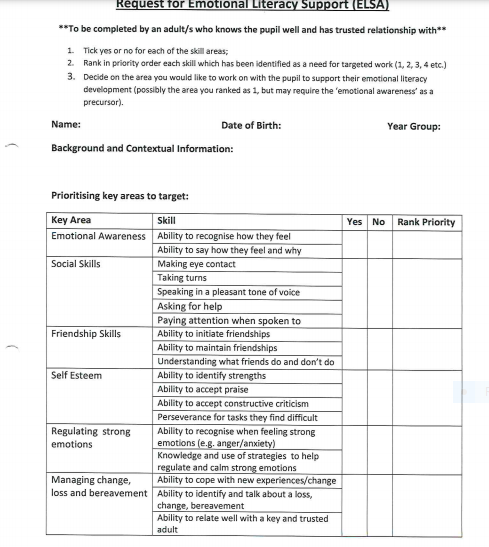 Request for Emotional Literacy Support (ELSA)
**To be completed by an adult/s who knows the pupil well and has trusted relationship with**
1. Tick yes or no for each of the skill areas;
2. Rank in priority order each skill which has been identified as a need for targeted work (1, 2, 3, 4 etc.)
3. Decide on the area you would like to work on with the pupil to support their emotional literacy
development (possibly the area you ranked as 1, but may require the 'emotional awareness' as a
precursor).
Name: Date of Birth: Year Group:
Background and Contextual Information:
Prioritising key areas to target:
Key Area Skill Yes No Rank Priority
Emotional Awareness Ability to recognise how they feel
Ability to say how they feel and why
Social Skills Making eye contact
Taking turns
Speaking in a pleasant tone of voice
Asking for help
Paying attention when spoken to
Friendship Skills Ability to initiate friendships
Ability to maintain friendships
Understanding what friends do and don't do
Self Esteem Ability to identify strengths
Ability to accept praise
Ability to accept constructive criticism
Perseverance for tasks they find difficult
Regulating strong Ability to recognise when feeling strong
emotions emotions (e.g. anger/anxiety)
Knowledge and use of strategies to help
regulate and calm strong emotions
Managing change, Ability to cope with new experiences/change
loss and bereavement Ability to identify and talk about a loss,
change, bereavement
Ability to relate well with a key and trusted
adult